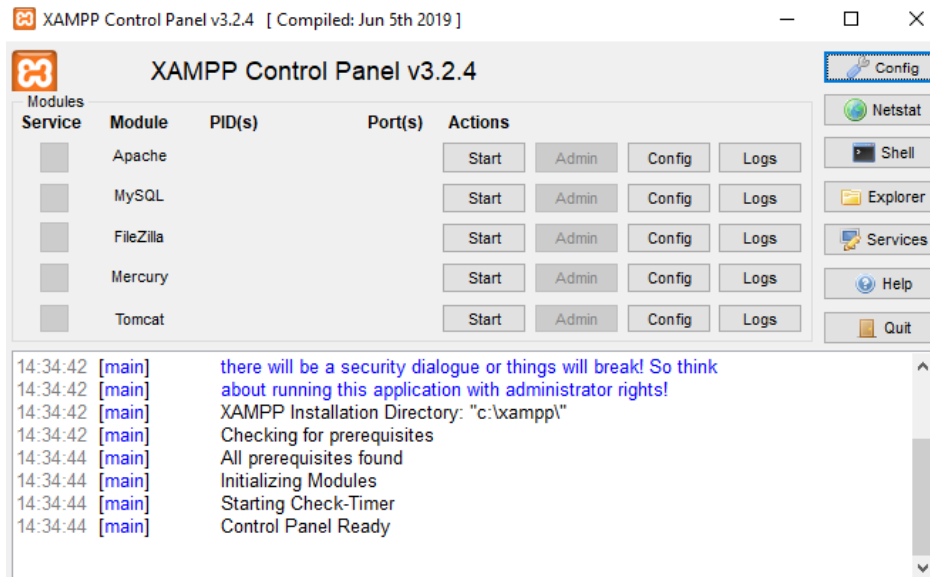 XAMPP Control Panel v3.2.4 [ Compiled: Jun 5th 2019 ]
XAMPP Control Panel v3.2.4
Config
Modules
Netstat
Service Module PID(s) Port(s) Actions
Apache Start Admin Config Logs
Shell
MySQL Start Admin Config Logs
Explorer
FileZilla Start Admin Config Logs
Services
Mercury Start Admin Config Logs
Help
Tomcat Start Admin Config Logs
Quit
14:34:42 [main] there will be a security dialogue or things will break! So think
14:34:42 [main] about running this application with administrator rights!
14:34:42 [main] XAMPP Installation Directory: "c:\xampp\"
14:34:42 [main] Checking for prerequisites
14:34:44 [main] All prerequisites found
14:34:44 [main] Initializing Modules
14:34:44 [main] Starting Check-Timer
14:34:44 [main] Control Panel Ready